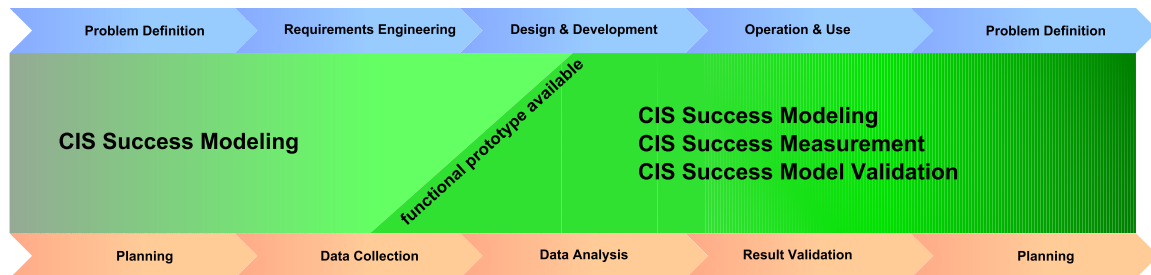 Problem Definition
Requirements Engineering
Design & Development
Operation & Use
Problem Definition
CIS Success Modeling
functional prototype available
CIS Success Modeling
CIS Success Measurement
CIS Success Model Validation
Planning
Data Collection
Data Analysis
Result Validation
Planning